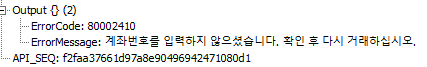 Output {} (2)
ErrorCode: 80002410
ErrorMessage: 계좌번호를 입력하지 않으셨습니다. 확인 후 다시 거래하십시오.
API_SEQ: f2faa37661d97a8e90496942471080d1